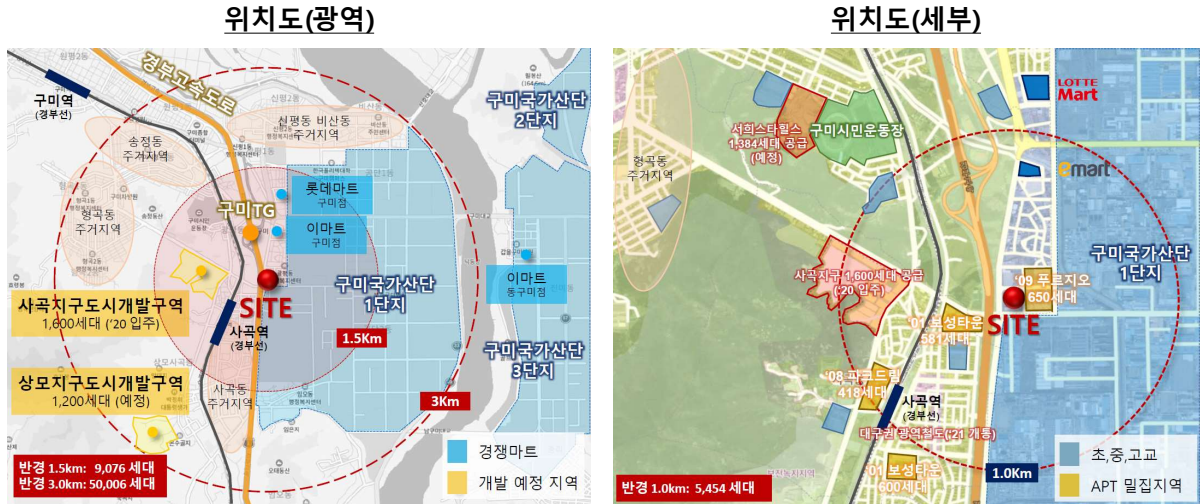 위치도(광역)
경부고속도로
구미역
(경부선)
송정동
주거지역
신평동 비산동
주거지역
형곡동
주거지역
구미국가산단
2단지
롯데마트
구미점
구미TG
이마트
구미점
이마트
동구미점
구미국가산단
1단지
SITE
사곡지구도시개발구역
1,600세대 ('20 입주)
사곡역
(경부선)
1.5Km
구미국가산단
3단지
상모지구도시개발구역
1,200세대 (예정)
사곡동
주거지역
3Km
경쟁마트
개발 예정 지역
반경 1.5km: 9,076 세대
반경 3.0km: 50,006 세대
위치도(세부)
LOTTE
Mart
서희스타힐스
1,384세대 공급
(예정)
구미시민운동장
형곡동
주거지역
emart
구미국가산단
1단지
사곡지구 1,600세대 공급
('20 입주)
'09 푸르지오
650세대
SITE
'01 보성타운
581세대
'08 파크드림
418세대
사곡역
(경부선)
대구권 광역철도('21 개통)
'01 보성타운
600세대
1.0Km
초,중,고교
APT 밀집지역
반경 1.0km: 5,454 세대